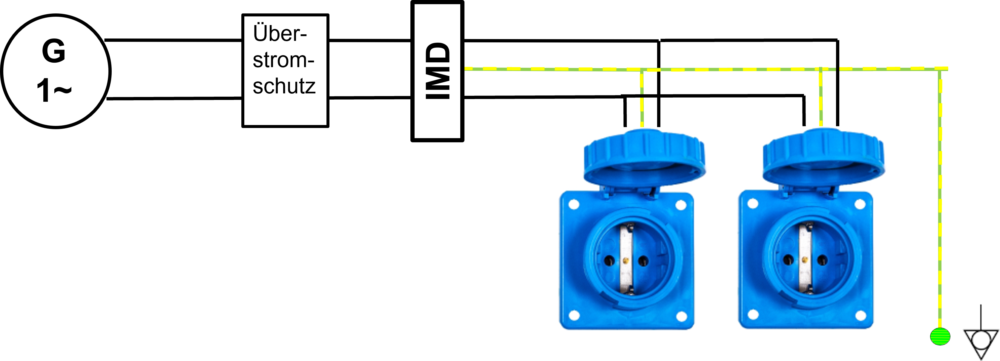 G
1~
Über-
strom-
schutz
IMD